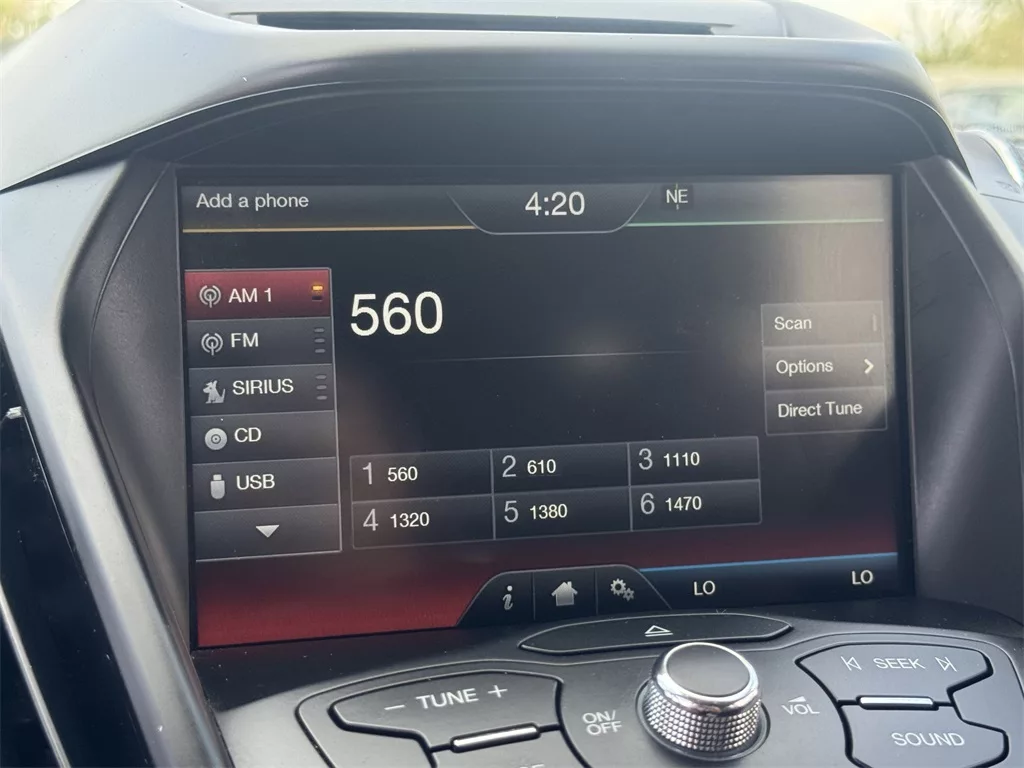 Add a phone
4:20
NE
AM 1
560
FM
SIRIUS
CD
USB
Scan
Options
Direct Tune
1 560
2 610
3 1110
4 1320
5 1380
6 1470
i
LO
LO
− TUNE +
ON/
OFF
VOL
SEEK
SOUND